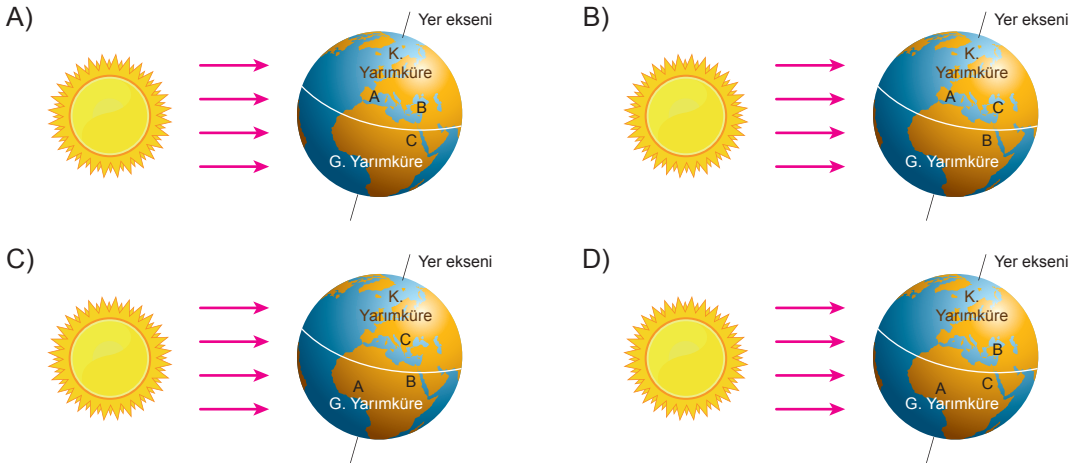 A)
Yer ekseni
K.
Yarımküre
A
B
C
G. Yarımküre
B)
Yer ekseni
K.
Yarımküre
A
C
B
G. Yarımküre
C)
Yer ekseni
K.
Yarımküre
C
B
A
G. Yarımküre
D)
Yer ekseni
K.
Yarımküre
B
C
A
G. Yarımküre